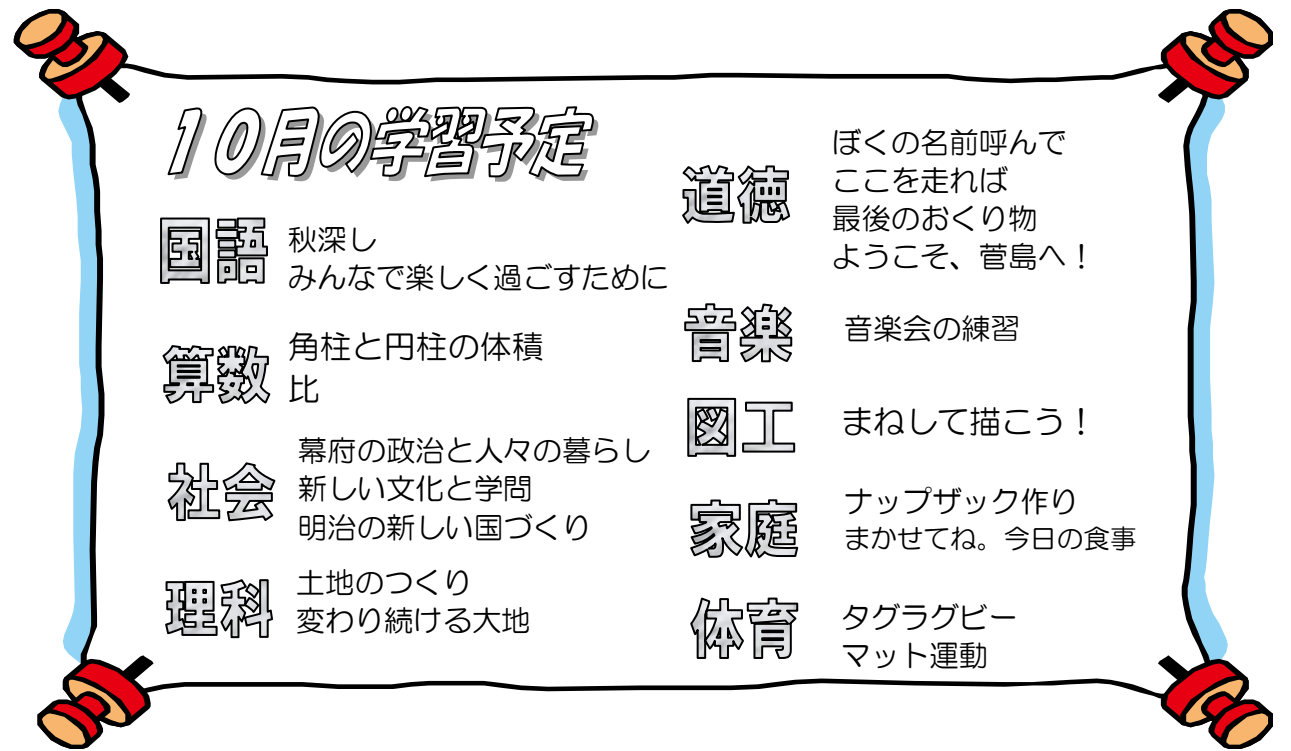 １０月の学習予定
国語
秋深し
みんなで楽しく過ごすために
算数
角柱と円柱の体積
比
社会
幕府の政治と人々の暮らし
新しい文化と学問
明治の新しい国づくり
理科
土地のつくり
変わり続ける大地
道徳
ぼくの名前呼んで
ここを走れば
最後のおくり物
ようこそ、菅島へ！
音楽
音楽会の練習
図工
まねして描こう！
家庭
ナップザック作り
まかせてね。今日の食事
体育
タグラグビー
マット運動